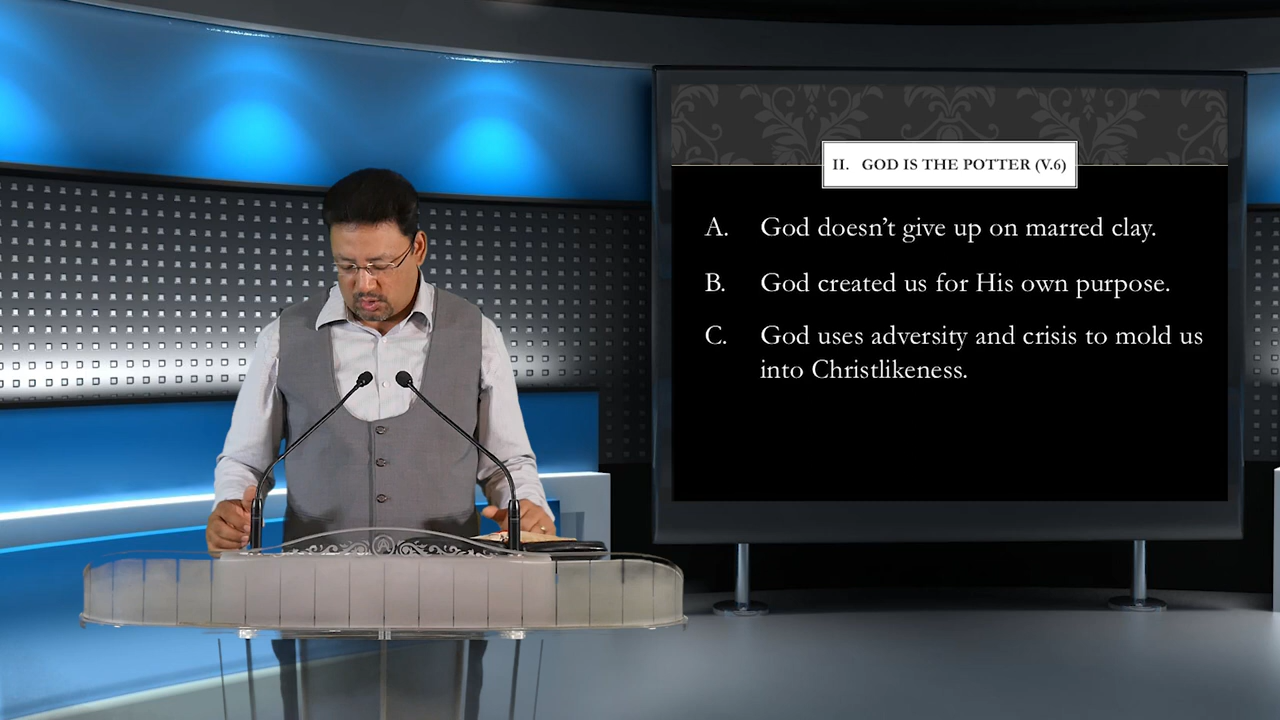 II. GOD IS THE POTTER (V.6)
A. God doesn’t give up on marred clay.
B. God created us for His own purpose.
C. God uses adversity and crisis to mold us
into Christlikeness.